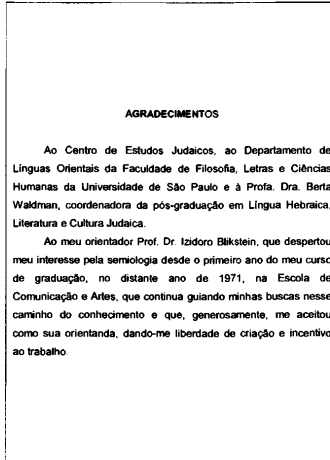 AGRADECIMENTOS
Ao Centro de Estudos Judaicos, ao Departamento de
Línguas Orientais da Faculdade de Filosofia, Letras e Ciências
Humanas da Universidade de São Paulo e à Profa. Dra. Berta
Waldman, coordenadora da pós-graduação em Língua Hebraica,
Literatura e Cultura Judaica.
Ao meu orientador Prof. Dr. Izidoro Blikstein, que despertou
meu interesse pela semiologia desde o primeiro ano do meu curso
de graduação, no distante ano de 1971, na Escola de
Comunicação e Artes, que continua guiando minhas buscas nesse
caminho do conhecimento e que, generosamente, me aceitou
como sua orientanda, dando-me liberdade de criação e incentivo
ao trabalho.